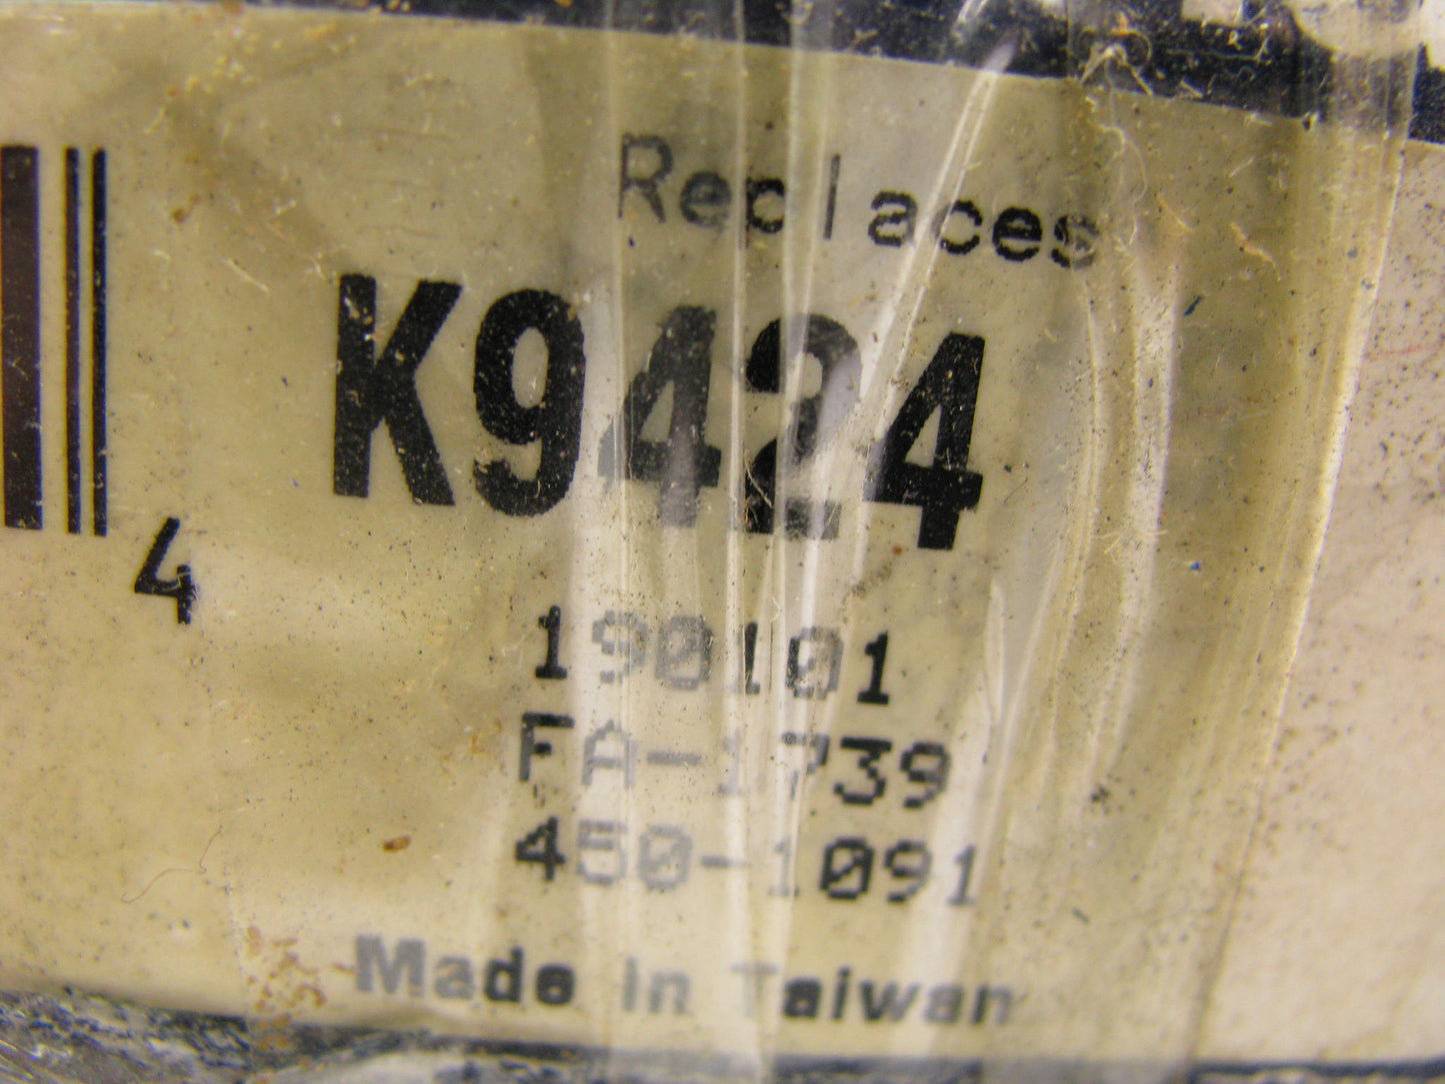 Replaces
K9424
4
190101
FA-1739
450-1091
Made in Taiwan